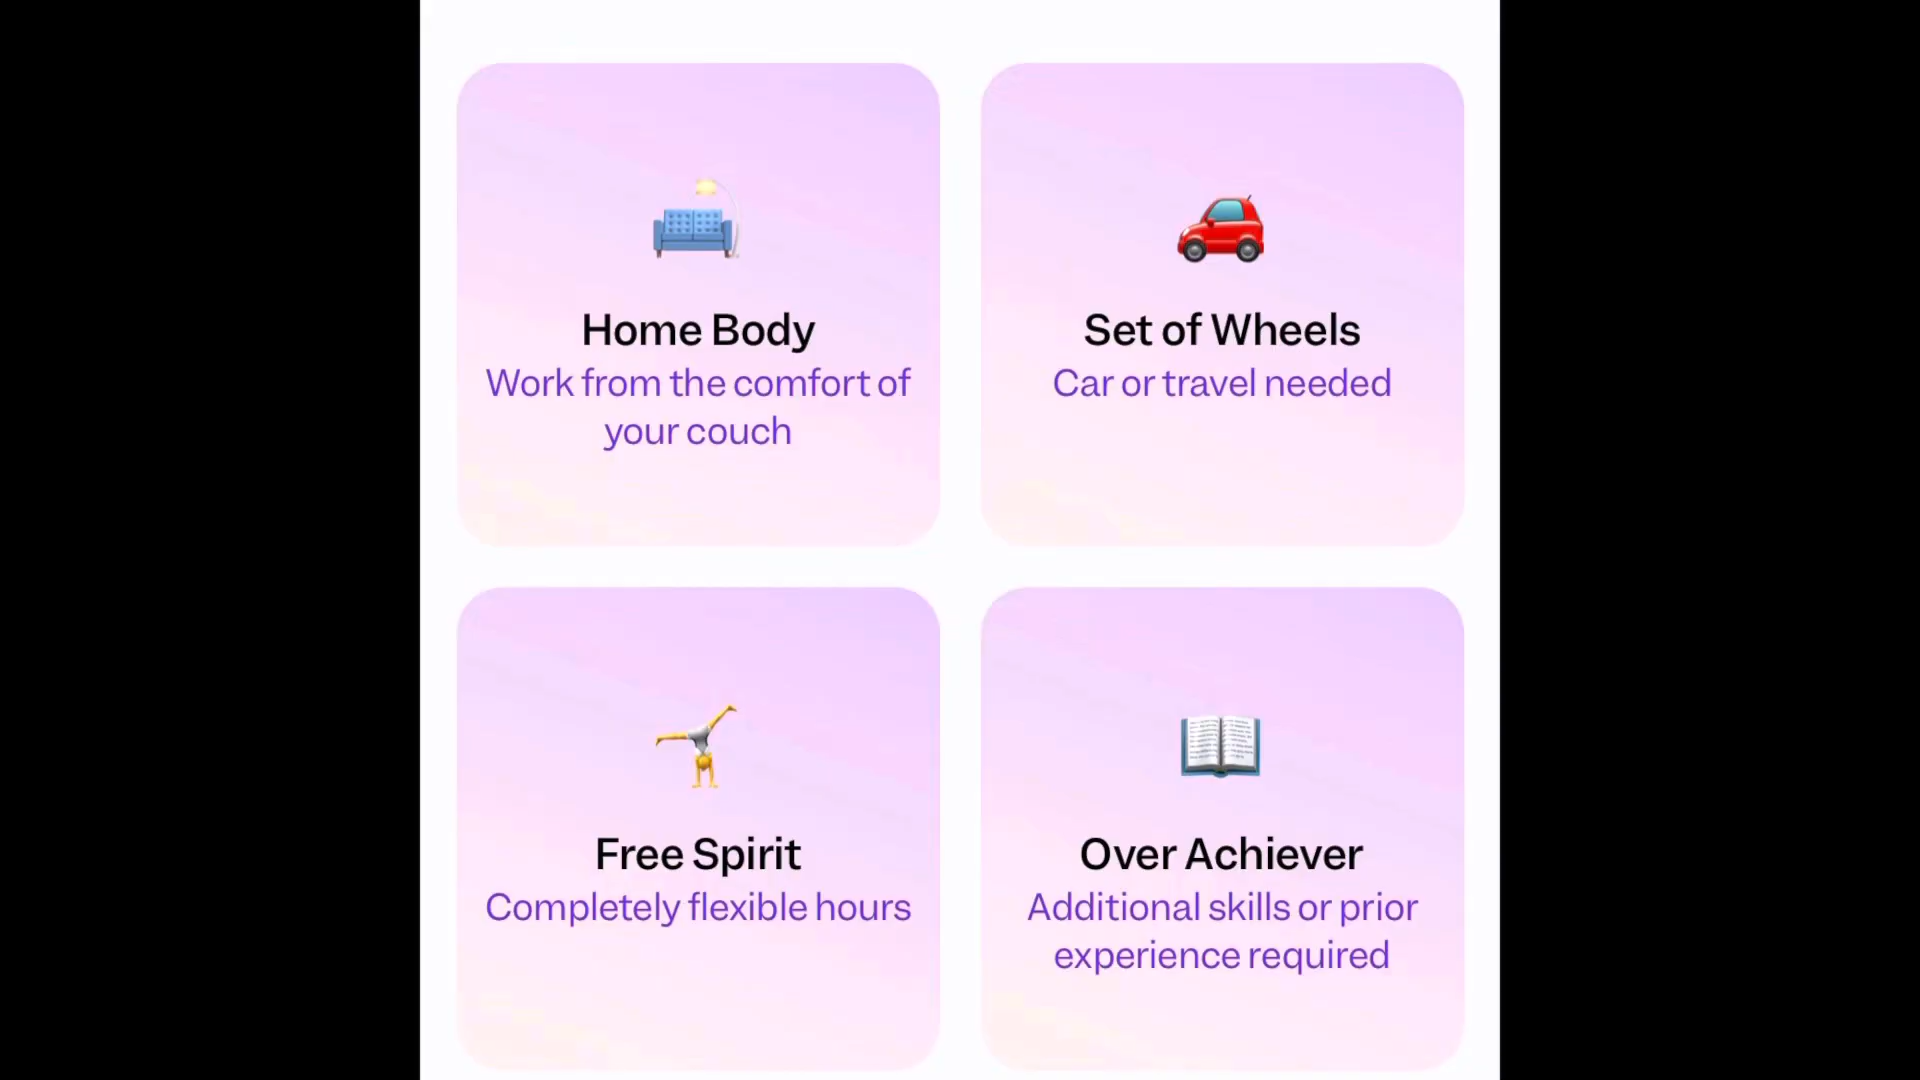 Home Body
Work from the comfort of
your couch
Set of Wheels
Car or travel needed
Free Spirit
Completely flexible hours
Over Achiever
Additional skills or prior
experience required